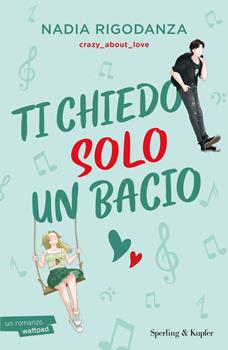 NADIA RIGODANZA
crazy_about_love
TI CHIEDO
SOLO
UN BACIO
un romanzo
wattpad
Sperling & Kupfer